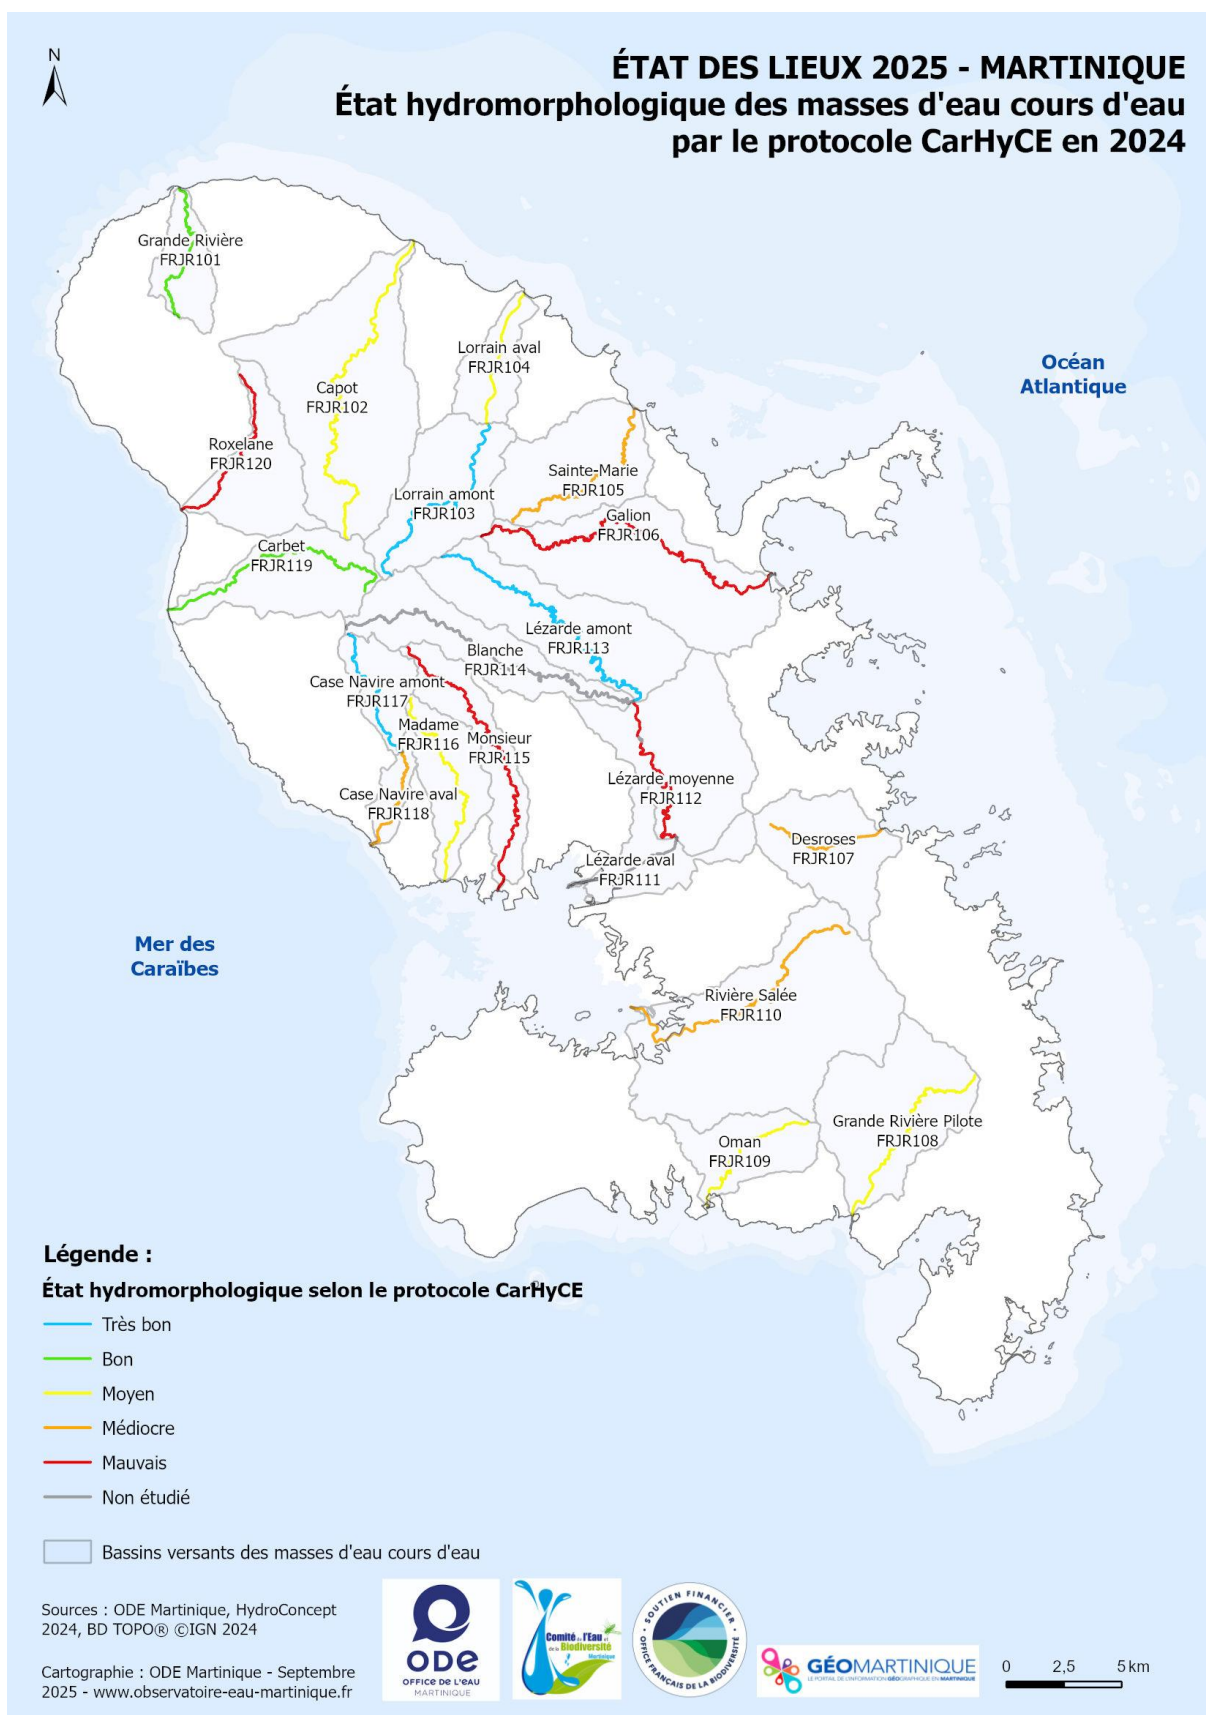 N
ÉTAT DES LIEUX 2025 - MARTINIQUE
État hydromorphologique des masses d'eau cours d'eau
par le protocole CarHyCE en 2024
Grande Rivière
FRJR101
Lorrain aval
FRJR104
Océan
Atlantique
Capot
FRJR102
Roxelane
FRJR120
Sainte-Marie
FRJR105
Lorrain amont
FRJR103
Galion
FRJR106
Carbet
FRJR119
Lézarde amont
FRJR113
Blanche
FRJR114
Case Navire amont
FRJR117
Madame
FRJR116
Monsieur
FRJR115
Lézarde moyenne
FRJR112
Case Navire aval
FRJR118
Desroses
FRJR107
Lézarde aval
FRJR111
Mer des
Caraïbes
Rivière Salée
FRJR110
Grande Rivière Pilote
FRJR108
Oman
FRJR109
Légende :
État hydromorphologique selon le protocole CarHyCE
Très bon
Bon
Moyen
Médiocre
Mauvais
Non étudié
Bassins versants des masses d'eau cours d'eau
Sources : ODE Martinique, HydroConcept
2024, BD TOPO® ©IGN 2024
Cartographie : ODE Martinique - Septembre
2025 - www.observatoire-eau-martinique.fr
ODE
OFFICE DE L'EAU
MARTINIQUE
Comité de l'Eau et
de la Biodiversité
Martinique
SOUTIEN FINANCIER
OFFICE FRANÇAIS DE LA BIODIVERSITÉ
GÉOMARTINIQUE
LE PORTAIL DE L'INFORMATION GÉOGRAPHIQUE EN MARTINIQUE
0 2,5 5 km